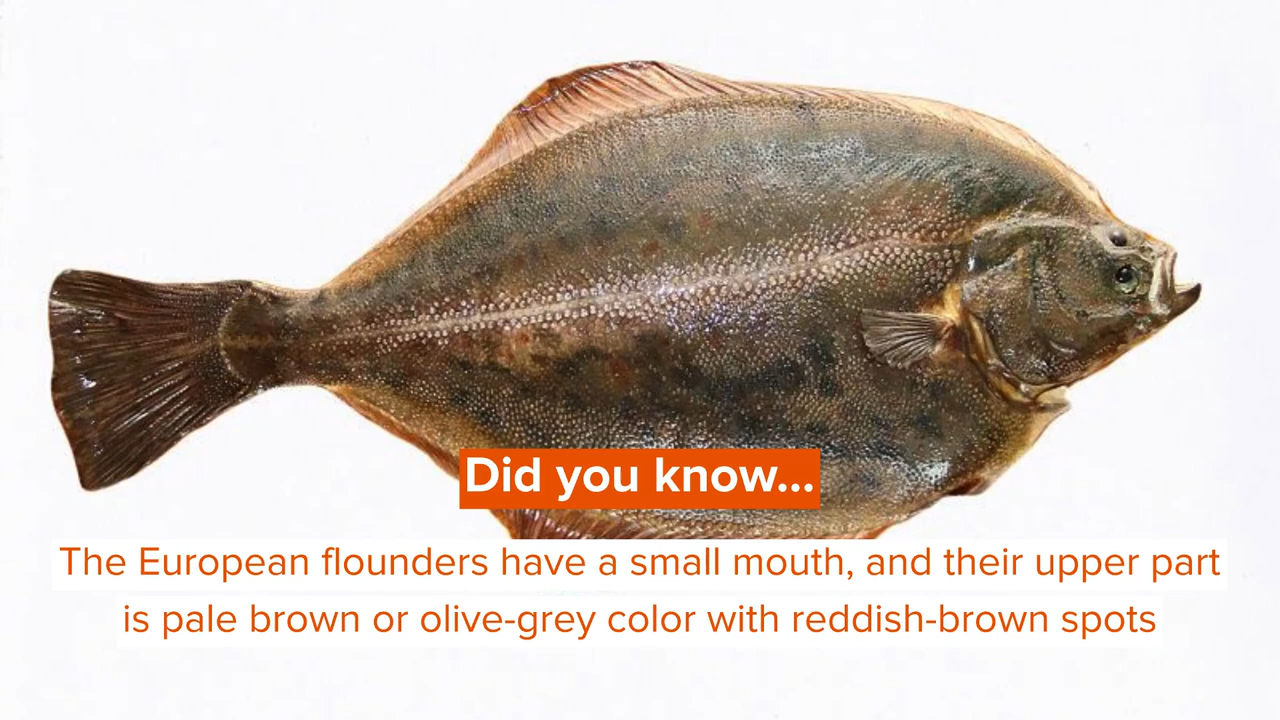 Did you know...
The European flounders have a small mouth, and their upper part
is pale brown or olive-grey color with reddish-brown spots